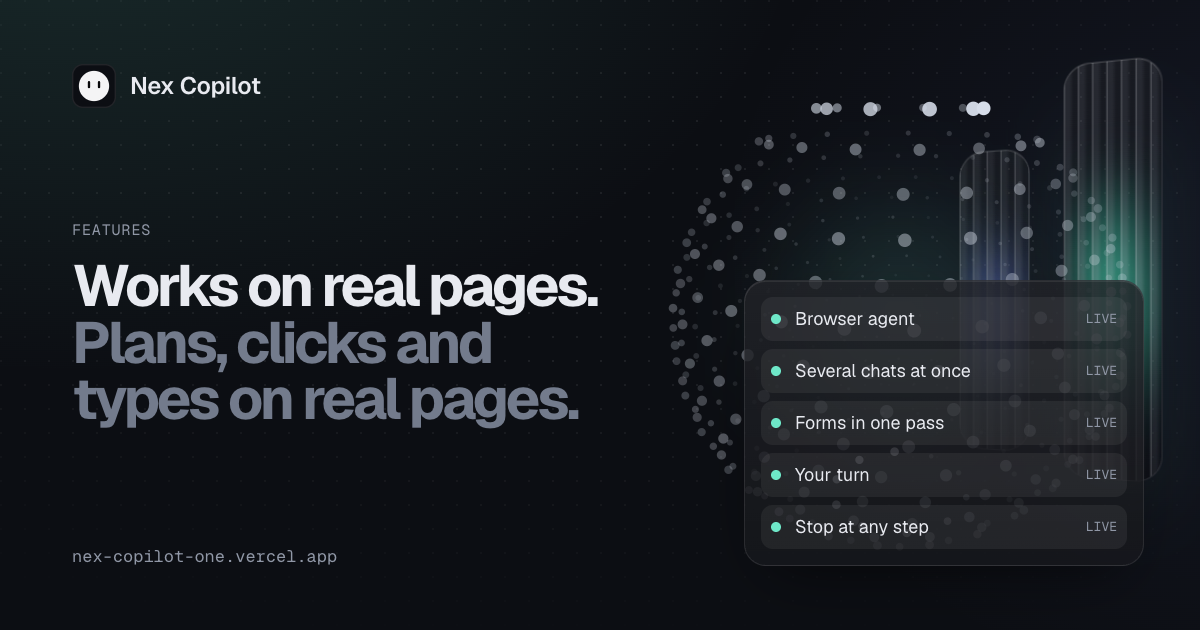 Nex Copilot
FEATURES
Works on real pages.
Plans, clicks and
types on real pages.
Browser agent LIVE
Several chats at once LIVE
Forms in one pass LIVE
Your turn LIVE
Stop at any step LIVE
nex-copilot-one.vercel.app